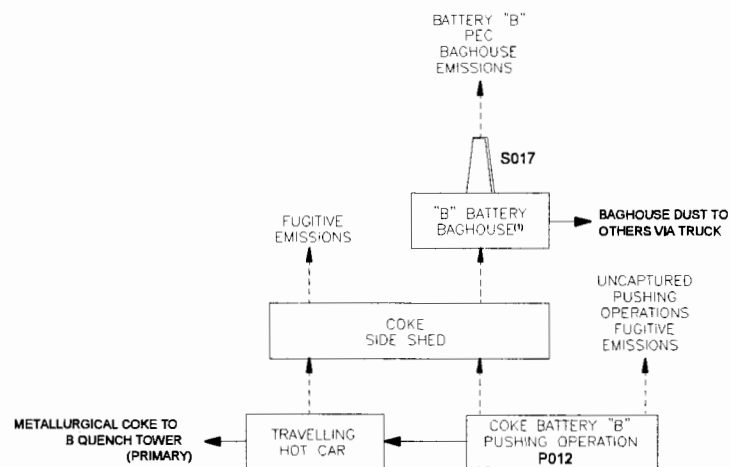 BATTERY "B"
PEC
BAGHOUSE
EMISSIONS
S017
"B" BATTERY
BAGHOUSE(1)
BAGHOUSE DUST TO
OTHERS VIA TRUCK
FUGITIVE
EMISSIONS
UNCAPTURED
PUSHING
OPERATIONS
FUGITIVE
EMISSIONS
COKE
SIDE SHED
METALLURGICAL COKE TO
B QUENCH TOWER
(PRIMARY)
TRAVELLING
HOT CAR
COKE BATTERY "B"
PUSHING OPERATION
P012